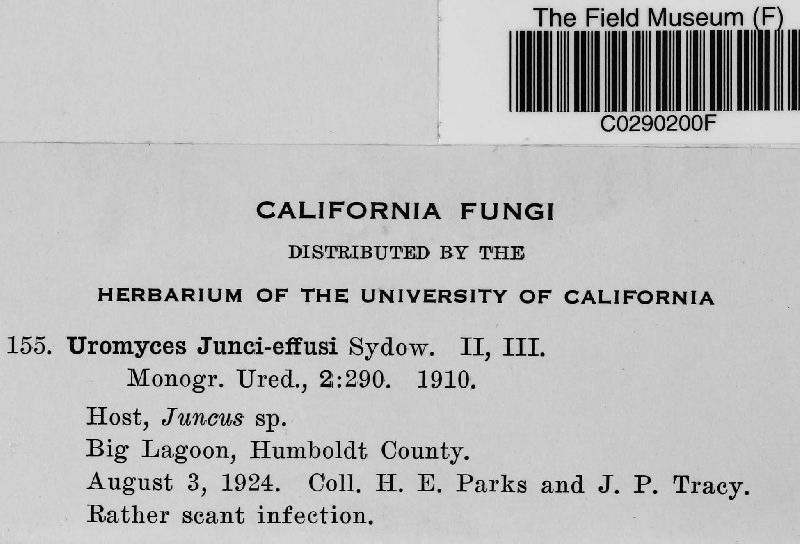 The Field Museum (F)
C0290200F
CALIFORNIA FUNGI
DISTRIBUTED BY THE
HERBARIUM OF THE UNIVERSITY OF CALIFORNIA
155. Uromyces Junci-effusi Sydow. II, III.
Monogr. Ured., 2:290. 1910.
Host, Juncus sp.
Big Lagoon, Humboldt County.
August 3, 1924. Coll. H. E. Parks and J. P. Tracy.
Rather scant infection.